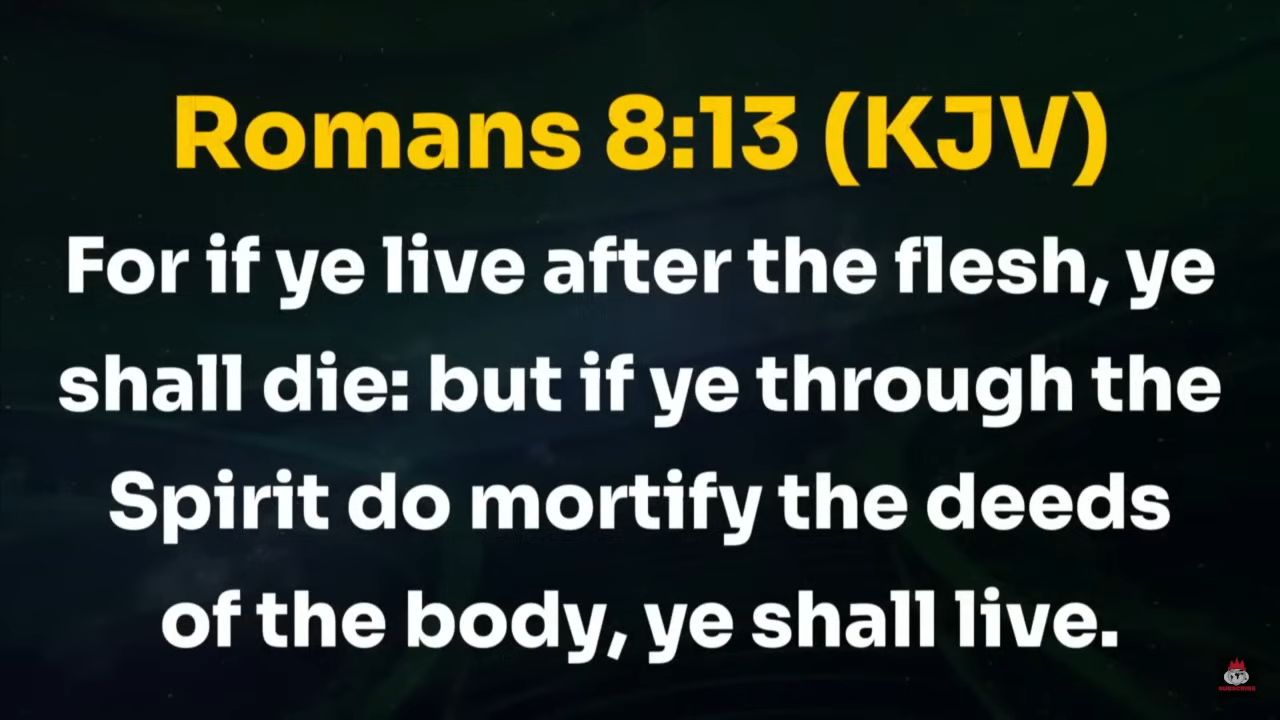 Romans 8:13 (KJV)
For if ye live after the flesh, ye
shall die: but if ye through the
Spirit do mortify the deeds
of the body, ye shall live.
SUBSCRIBE